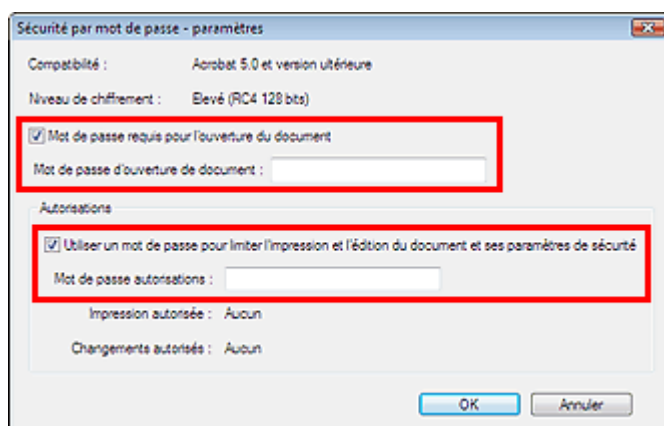 Sécurité par mot de passe - paramètres
Compatibilité : Acrobat 5.0 et version ultérieure
Niveau de chiffrement : Elevé (RC4 128 bits)
Mot de passe requis pour l'ouverture du document
Mot de passe d'ouverture de document :
Autorisations
Utiliser un mot de passe pour limiter l'impression et l'édition du document et ses paramètres de sécurité
Mot de passe autorisations :
Impression autorisée : Aucun
Changements autorisés : Aucun
OK Annuler